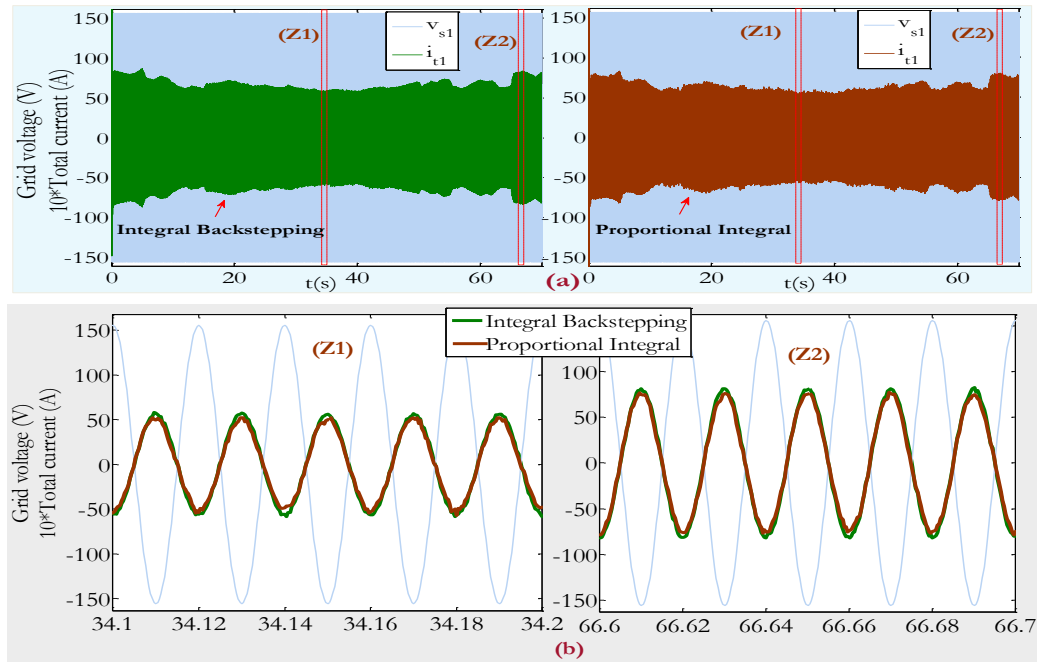 Grid voltage (V)
10*Total current (A)
150
100
50
0
-50
-100
-150
(Z1)
v_s1
i_t1
(Z2)
Integral Backstepping
0
20
40
60
t(s)
(a)
150
100
50
0
-50
-100
-150
(Z1)
v_s1
i_t1
(Z2)
Proportional Integral
0
20
40
60
t(s)
Grid voltage (V)
10*Total current (A)
150
100
50
0
-50
-100
-150
(Z1)
Integral Backstepping
Proportional Integral
34.1
34.12
34.14
34.16
34.18
34.2
(b)
150
100
50
0
-50
-100
-150
(Z2)
66.6
66.62
66.64
66.66
66.68
66.7